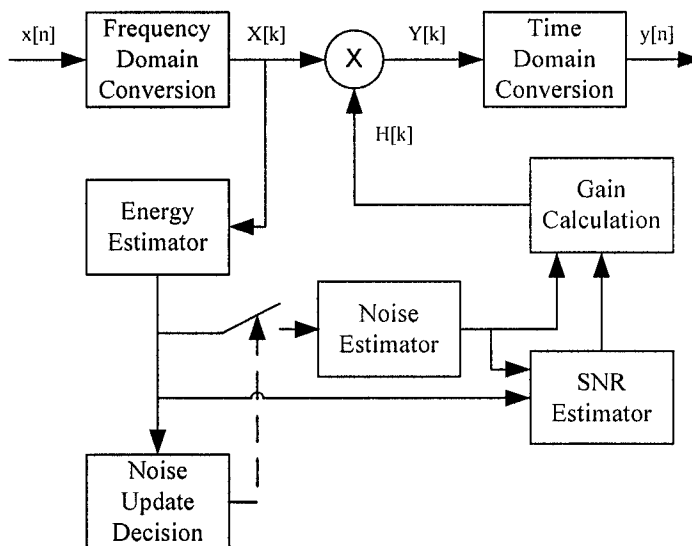 x[n]
Frequency
Domain
Conversion
X[k]
X
Y[k]
Time
Domain
Conversion
y[n]
H[k]
Energy
Estimator
Gain
Calculation
Noise
Estimator
SNR
Estimator
Noise
Update
Decision